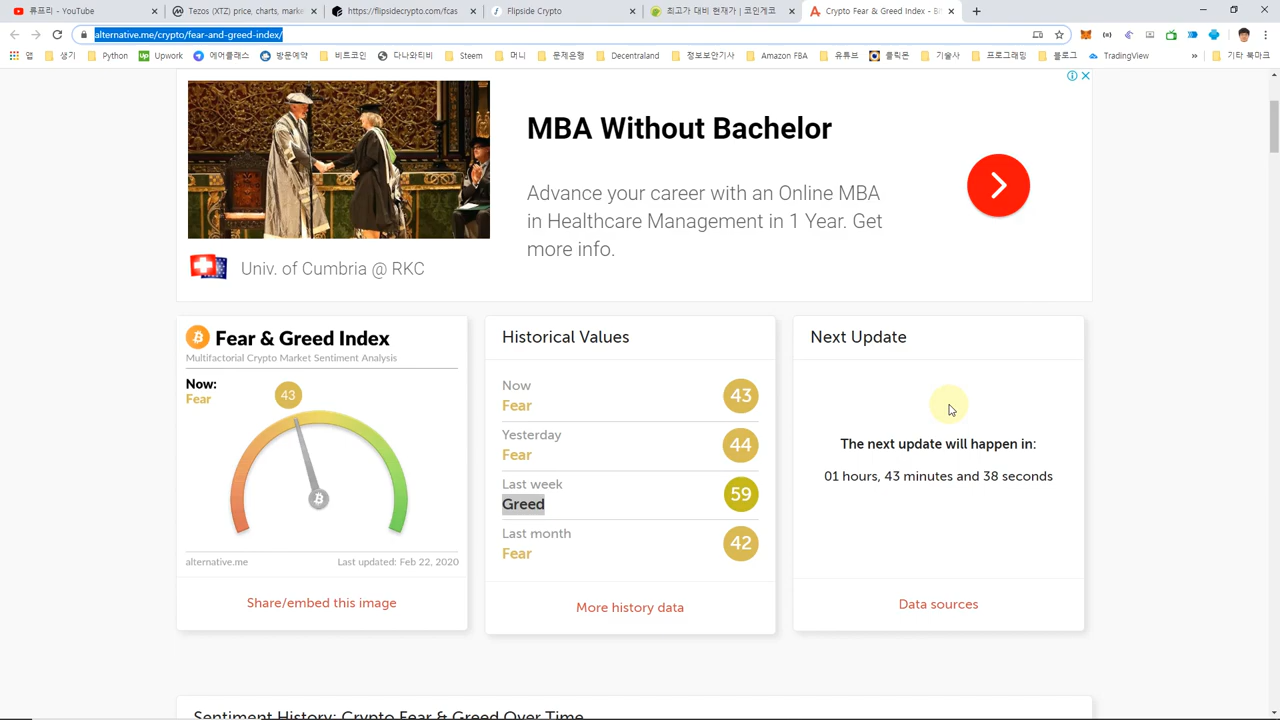 류프리 - YouTube
Tezos (XTZ) price, charts, marke
https://flipsidecrypto.com/fcas
Flipside Crypto
최고가 대비 현재가 | 코인게코
Crypto Fear & Greed Index - Bit
alternative.me/crypto/fear-and-greed-index/
앱
생기
Python
Upwork
에어클래스
방문예약
비트코인
다나와티비
Steem
머니
문제은행
Decentraland
정보보안기사
Amazon FBA
유튜브
클릭몬
기술사
프로그래밍
블로그
TradingView
»
기타 북마크
MBA Without Bachelor
Advance your career with an Online MBA
in Healthcare Management in 1 Year. Get
more info.
Univ. of Cumbria @ RKC
Fear & Greed Index
Multifactorial Crypto Market Sentiment Analysis
Now:
Fear
43
alternative.me
Last updated: Feb 22, 2020
Share/embed this image
Historical Values
Now
Fear
43
Yesterday
Fear
44
Last week
Greed
59
Last month
Fear
42
More history data
Next Update
The next update will happen in:
01 hours, 43 minutes and 38 seconds
Data sources
Sentiment History: Crypto Fear & Greed Over Time